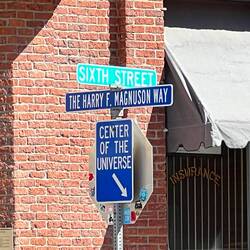 SIXTH STREET
THE HARRY F. MAGNUSON WAY
CENTER
OF THE
UNIVERSE
INSURANCE